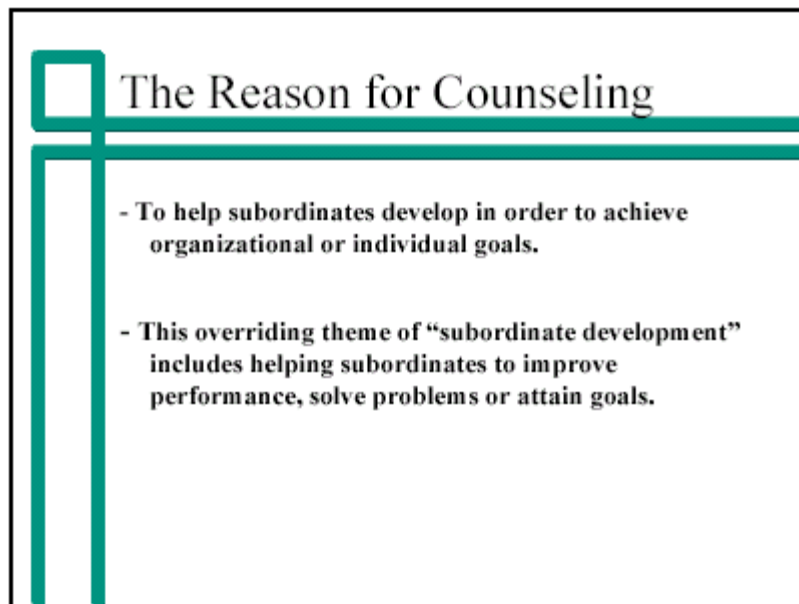 The Reason for Counseling
- To help subordinates develop in order to achieve
organizational or individual goals.
- This overriding theme of “subordinate development”
includes helping subordinates to improve
performance, solve problems or attain goals.